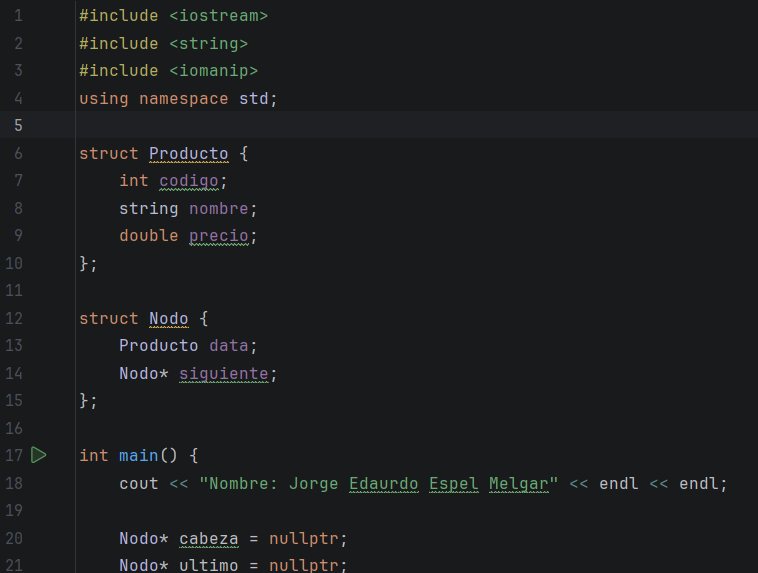 1 #include <iostream>
2 #include <string>
3 #include <iomanip>
4 using namespace std;
5
6 struct Producto {
7 int codigo;
8 string nombre;
9 double precio;
10 };
11
12 struct Nodo {
13 Producto data;
14 Nodo* siguiente;
15 };
16
17 int main() {
18 cout << "Nombre: Jorge Edaurdo Espel Melgar" << endl << endl;
19
20 Nodo* cabeza = nullptr;
21 Nodo* ultimo = nullptr;